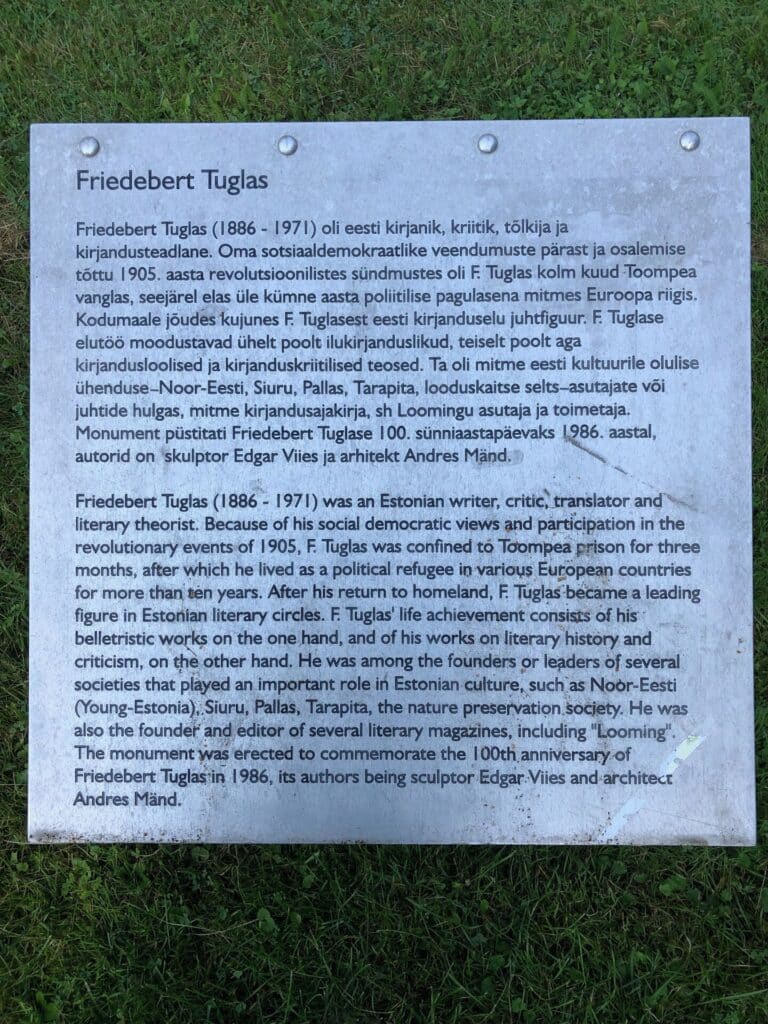 Friedebert Tuglas
Friedebert Tuglas (1886 - 1971) oli eesti kirjanik, kriitik, tõlkija ja
kirjandusteadlane. Oma sotsiaaldemokraatlike veendumuste pärast ja osalemise
tõttu 1905. aasta revolutsioonilistes sündmustes oli F. Tuglas kolm kuud Toompea
vanglas, seejärel elas üle kümne aasta poliitilise pagulasena mitmes Euroopa riigis.
Kodumaale jõudes kujunes F. Tuglasest eesti kirjanduselu juhtfiguur. F. Tuglase
elutöö moodustavad ühelt poolt ilukirjanduslikud, teiselt poolt aga
kirjandusloolised ja kirjanduskriitilised teosed. Ta oli mitme eesti kultuurile olulise
ühenduse–Noor-Eesti, Siuru, Pallas, Tarapita, looduskaitse selts–asutajate või
juhtide hulgas, mitme kirjandusajakirja, sh Loomingu asutaja ja toimetaja.
Monument püstitati Friedebert Tuglase 100. sünniaastapäevaks 1986. aastal,
autorid on skulptor Edgar Viies ja arhitekt Andres Mänd.
Friedebert Tuglas (1886 - 1971) was an Estonian writer, critic, translator and
literary theorist. Because of his social democratic views and participation in the
revolutionary events of 1905, F. Tuglas was confined to Toompea prison for three
months, after which he lived as a political refugee in various European countries
for more than ten years. After his return to homeland, F. Tuglas became a leading
figure in Estonian literary circles. F. Tuglas' life achievement consists of his
belletristic works on the one hand, and of his works on literary history and
criticism, on the other hand. He was among the founders or leaders of several
societies that played an important role in Estonian culture, such as Noor-Eesti
(Young-Estonia), Siuru, Pallas, Tarapita, the nature preservation society. He was
also the founder and editor of several literary magazines, including "Looming".
The monument was erected to commemorate the 100th anniversary of
Friedebert Tuglas in 1986, its authors being sculptor Edgar Viies and architect
Andres Mänd.